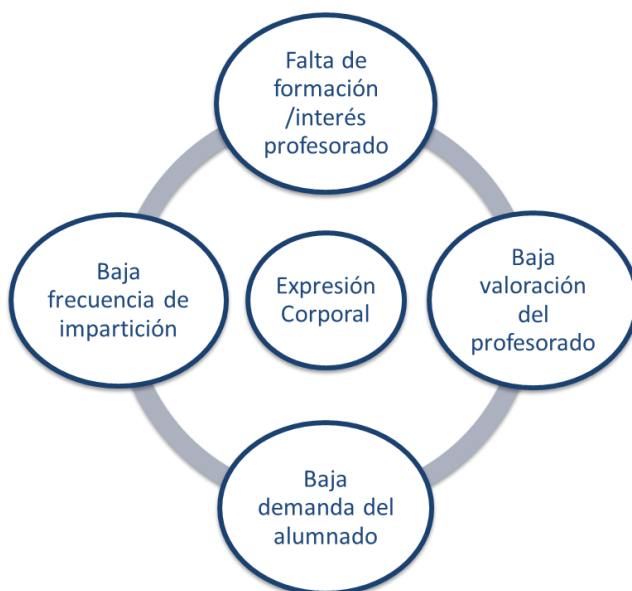 Falta de
formación
/interés
profesorado
Baja
frecuencia de
impartición
Expresión
Corporal
Baja
valoración
del
profesorado
Baja
demanda del
alumnado